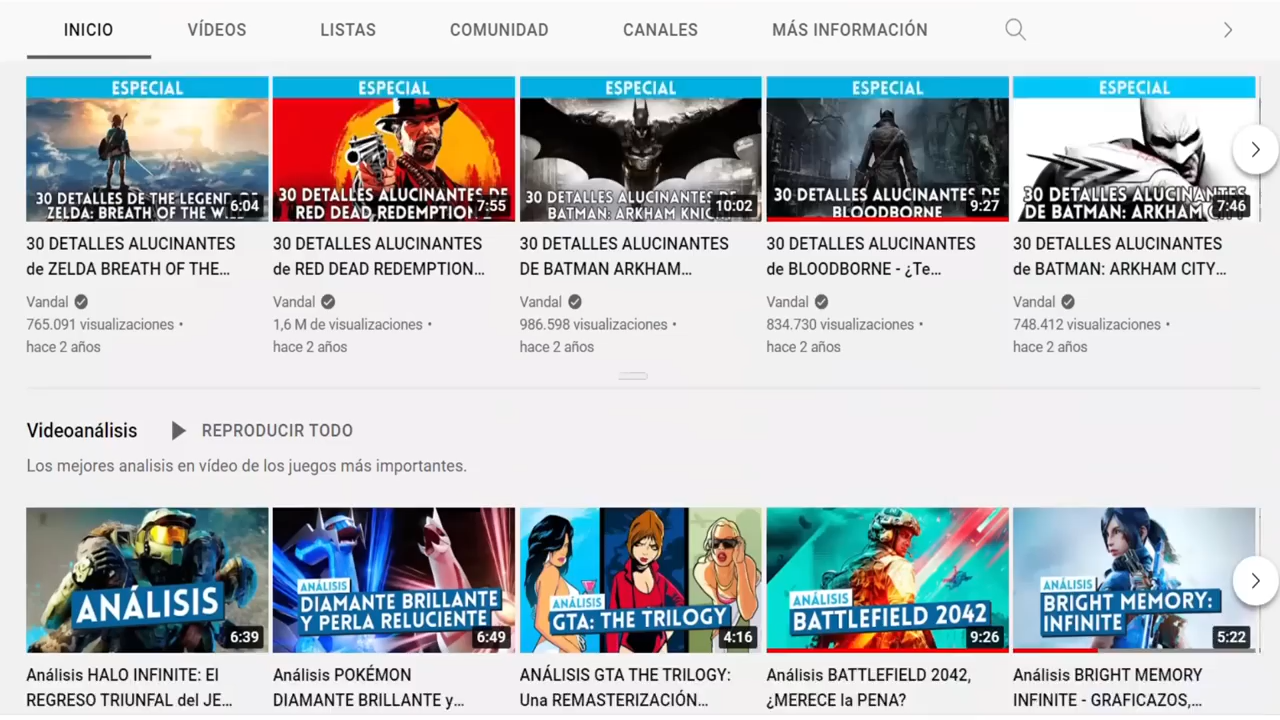 INICIO VÍDEOS LISTAS COMUNIDAD CANALES MÁS INFORMACIÓN
ESPECIAL
30 DETALLES DE THE LEGEND OF
ZELDA: BREATH OF THE
6:04
ESPECIAL
30 DETALLES ALUCINANTES DE
RED DEAD REDEMPTION
7:55
ESPECIAL
30 DETALLES ALUCINANTES DE
BATMAN: ARKHAM
10:02
ESPECIAL
30 DETALLES ALUCINANTES DE
BLOODBORNE
9:27
ESPECIAL
30 DETALLES ALUCINANTES
DE BATMAN: ARKHAM
7:46
30 DETALLES ALUCINANTES
de ZELDA BREATH OF THE...
Vandal
765.091 visualizaciones •
hace 2 años
30 DETALLES ALUCINANTES
de RED DEAD REDEMPTION...
Vandal
1,6 M de visualizaciones •
hace 2 años
30 DETALLES ALUCINANTES
DE BATMAN ARKHAM...
Vandal
986.598 visualizaciones •
hace 2 años
30 DETALLES ALUCINANTES
de BLOODBORNE - ¿Te...
Vandal
834.730 visualizaciones •
hace 2 años
30 DETALLES ALUCINANTES
de BATMAN: ARKHAM CITY...
Vandal
748.412 visualizaciones •
hace 2 años
Videoanálisis REPRODUCIR TODO
Los mejores analisis en vídeo de los juegos más importantes.
ANÁLISIS
6:39
ANÁLISIS
DIAMANTE BRILLANTE
Y PERLA RELUCIENTE
6:49
ANÁLISIS
GTA: THE TRILOGY
4:16
ANÁLISIS
BATTLEFIELD 2042
9:26
ANÁLISIS
BRIGHT MEMORY:
INFINITE
5:22
Análisis HALO INFINITE: El
REGRESO TRIUNFAL del JE...
Análisis POKÉMON
DIAMANTE BRILLANTE y...
ANÁLISIS GTA THE TRILOGY:
Una REMASTERIZACIÓN...
Análisis BATTLEFIELD 2042,
¿MERECE la PENA?
Análisis BRIGHT MEMORY
INFINITE - GRAFICAZOS,...